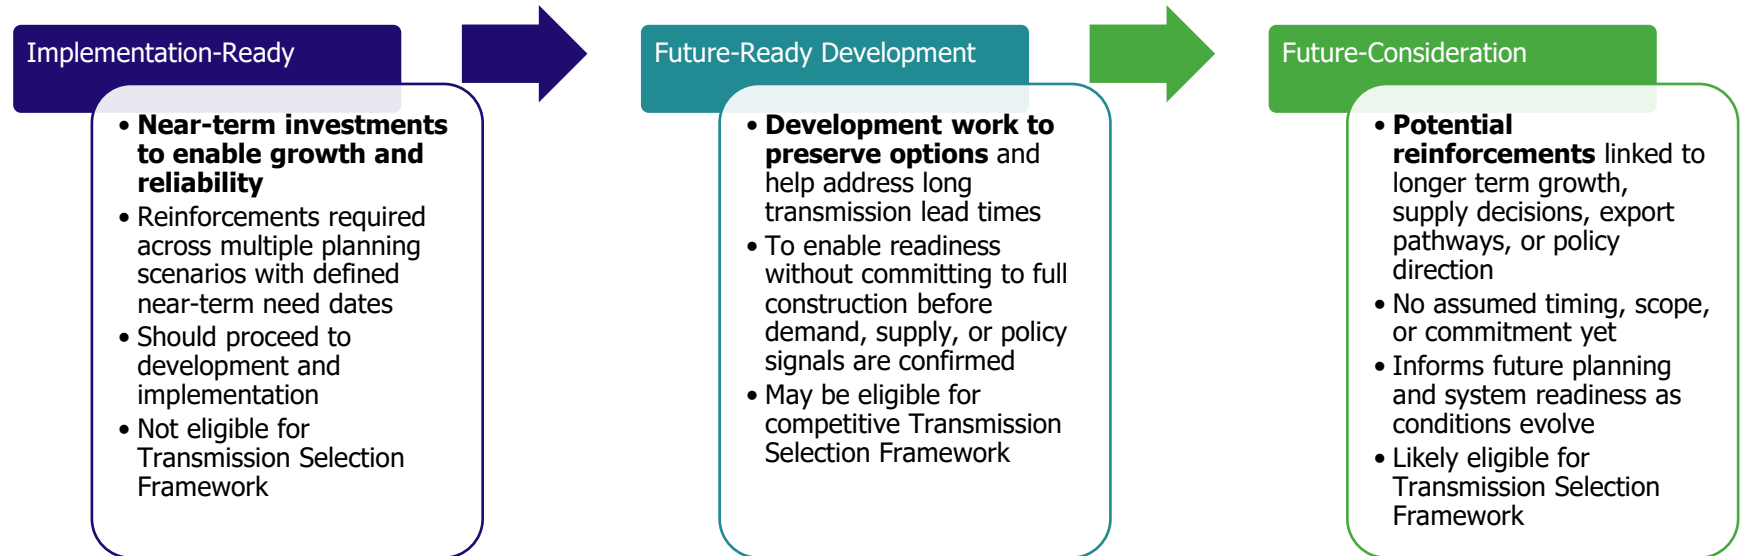 Implementation-Ready
• Near-term investments
to enable growth and
reliability
• Reinforcements required
across multiple planning
scenarios with defined
near-term need dates
• Should proceed to
development and
implementation
• Not eligible for
Transmission Selection
Framework
Future-Ready Development
• Development work to
preserve options and
help address long
transmission lead times
• To enable readiness
without committing to full
construction before
demand, supply, or policy
signals are confirmed
• May be eligible for
competitive Transmission
Selection Framework
Future-Consideration
• Potential
reinforcements linked to
longer term growth,
supply decisions, export
pathways, or policy
direction
• No assumed timing, scope,
or commitment yet
• Informs future planning
and system readiness as
conditions evolve
• Likely eligible for
Transmission Selection
Framework